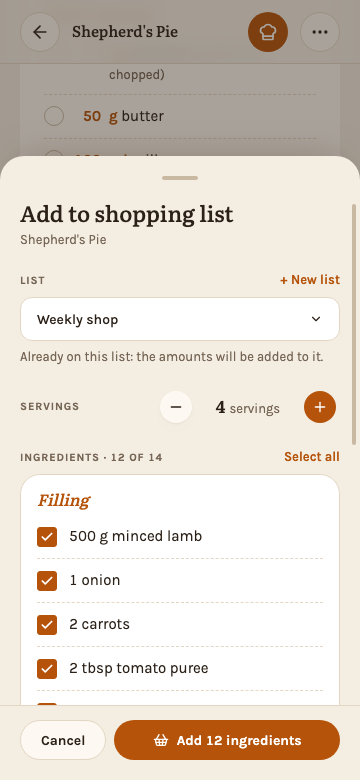 Shepherd's Pie
chopped)
50 g butter
Add to shopping list
Shepherd's Pie
LIST
+ New list
Weekly shop
Already on this list: the amounts will be added to it.
SERVINGS
4 servings
INGREDIENTS · 12 OF 14
Select all
Filling
500 g minced lamb
1 onion
2 carrots
2 tbsp tomato puree
Cancel
Add 12 ingredients